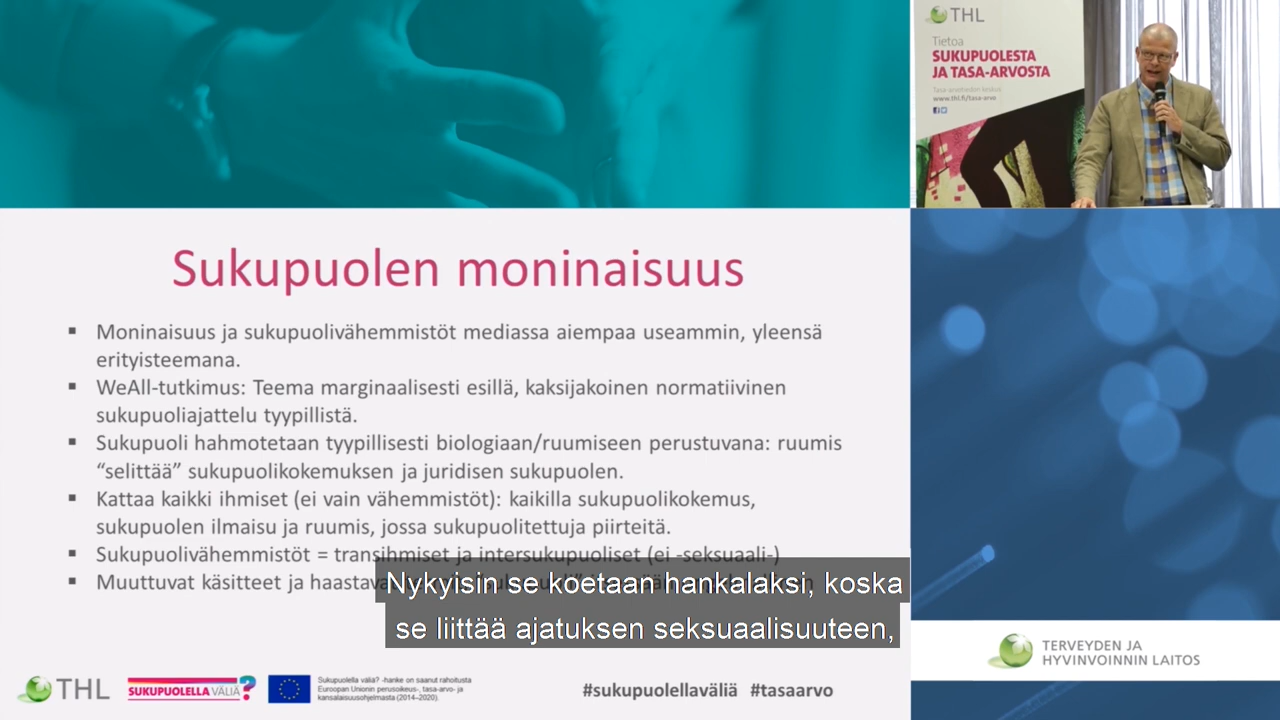 THL
Tietoa
SUKUPUOLESTA
JA TASA-ARVOSTA
Tasa-arvotiedon keskus
www.thl.fi/tasa-arvo
Sukupuolen moninaisuus
▪ Moninaisuus ja sukupuolivähemmistöt mediassa aiempaa useammin, yleensä
erityisteemana.
▪ WeAll-tutkimus: Teema marginaalisesti esillä, kaksijakoinen normatiivinen
sukupuoliajattelu tyypillistä.
▪ Sukupuoli hahmotetaan tyypillisesti biologiaan/ruumiseen perustuvana: ruumis
“selittää” sukupuolikokemuksen ja juridisen sukupuolen.
▪ Kattaa kaikki ihmiset (ei vain vähemmistöt): kaikilla sukupuolikokemus,
sukupuolen ilmaisu ja ruumis, jossa sukupuolitettuja piirteitä.
▪ Sukupuolivähemmistöt = transihmiset ja intersukupuoliset (ei -seksuaali-)
▪ Muuttuvat käsitteet ja
Nykyisin se koetaan hankalaksi, koska
se liittää ajatuksen seksuaalisuuteen,
TERVEYDEN JA
HYVINVOINNIN LAITOS
THL
SUKUPUOLELLA VÄLIÄ?
Sukupuolella väliä? -hanke on saanut rahoitusta
Euroopan Unionin perusoikeus-, tasa-arvo- ja
kansalaisuusohjelmasta (2014–2020).
#sukupuolellaväliä #tasaarvo